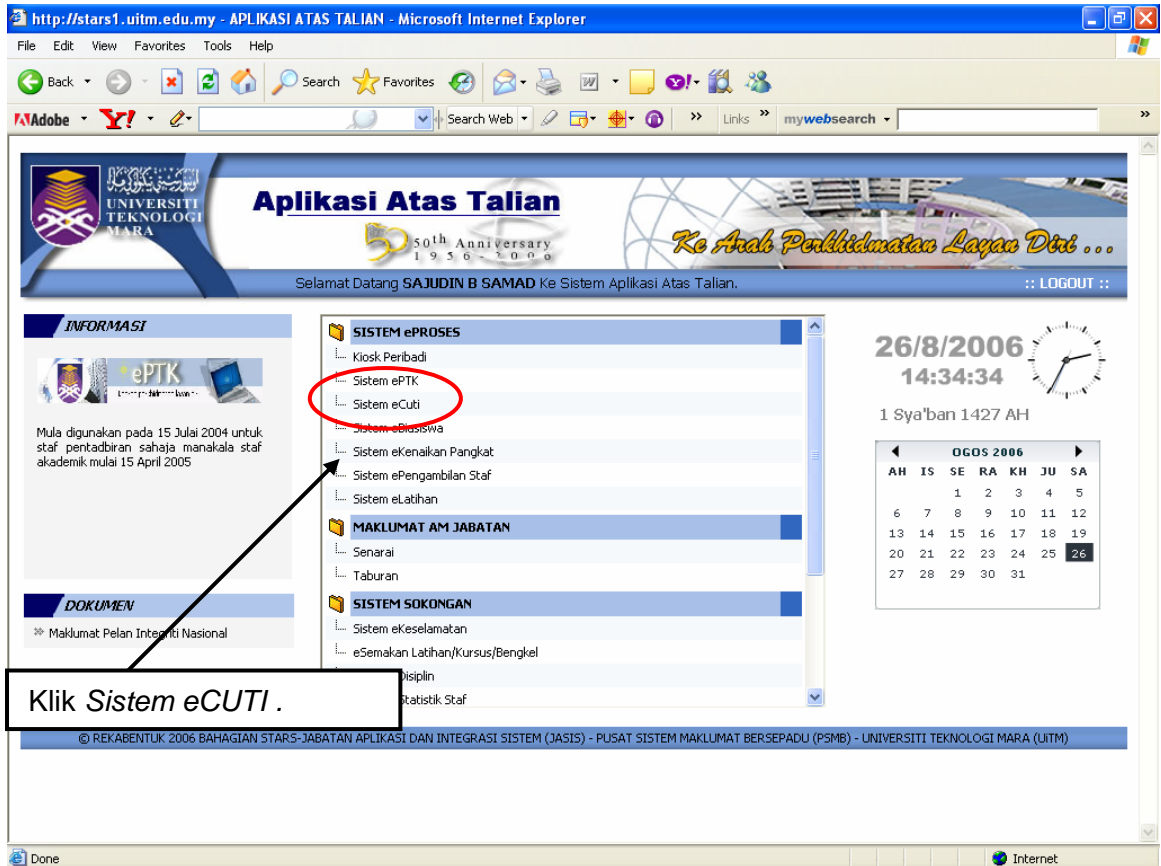 http://stars1.uitm.edu.my - APLIKASI ATAS TALIAN - Microsoft Internet Explorer
File Edit View Favorites Tools Help
Back Search Favorites
Adobe Y! Search Web Links mywebsearch
UNIVERSITI
TEKNOLOGI
MARA
Aplikasi Atas Talian
50th Anniversary
1956-2006
Ke Arah Perkhidmatan Layan Diri ...
Selamat Datang SAJUDIN B SAMAD Ke Sistem Aplikasi Atas Talian.
:: LOGOUT ::
INFORMASI
ePTK
Mula digunakan pada 15 Julai 2004 untuk
staf pentadbiran sahaja manakala staf
akademik mulai 15 April 2005
DOKUMEN
Maklumat Pelan Integriti Nasional
SISTEM ePROSES
Kiosk Peribadi
Sistem ePTK
Sistem eCuti
Sistem eBiasiswa
Sistem eKenaikan Pangkat
Sistem ePengambilan Staf
Sistem eLatihan
MAKLUMAT AM JABATAN
Senarai
Taburan
SISTEM SOKONGAN
Sistem eKeselamatan
eSemakan Latihan/Kursus/Bengkel
Disiplin
Statistik Staf
Klik Sistem eCUTI .
26/8/2006
14:34:34
1 Sya'ban 1427 AH
OGOS 2006
AH IS SE RA KH JU SA
1 2 3 4 5
6 7 8 9 10 11 12
13 14 15 16 17 18 19
20 21 22 23 24 25 26
27 28 29 30 31
© REKABENTUK 2006 BAHAGIAN STARS-JABATAN APLIKASI DAN INTEGRASI SISTEM (JASIS) - PUSAT SISTEM MAKLUMAT BERSEPADU (PSMB) - UNIVERSITI TEKNOLOGI MARA (UiTM)
Done
Internet